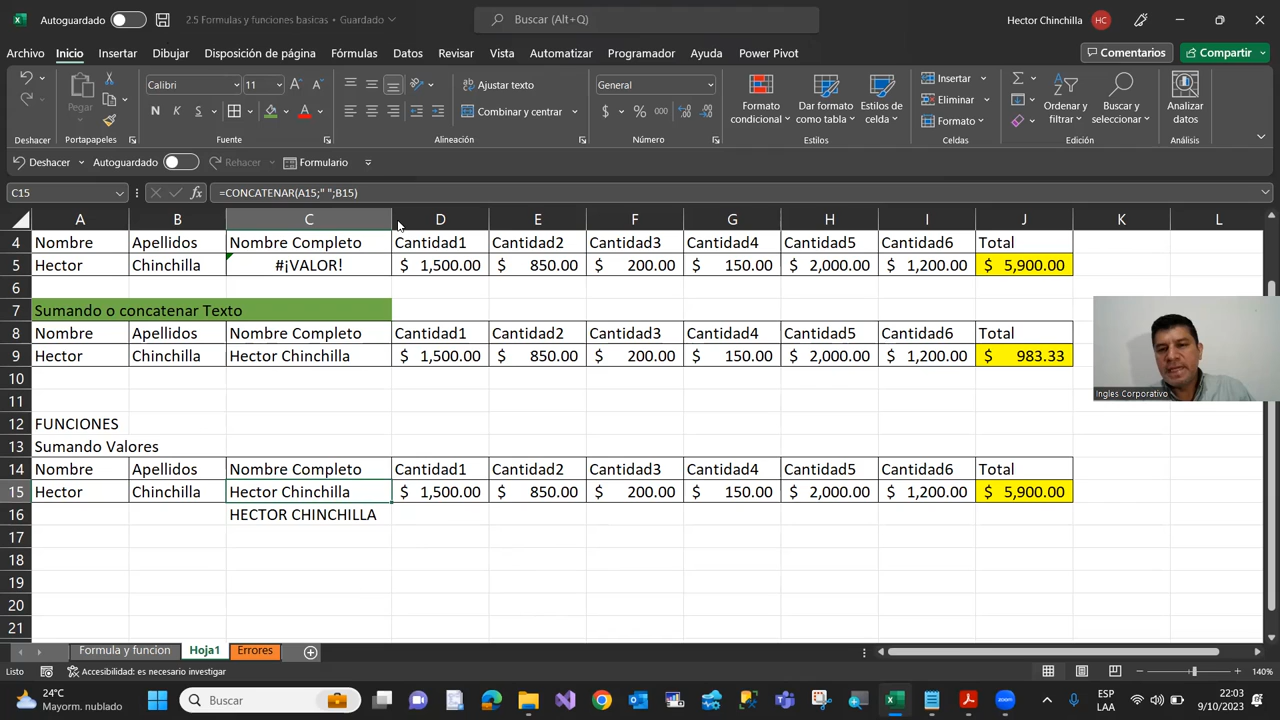 Autoguardado
2.5 Formulas y funciones basicas • Guardado
Buscar (Alt+Q)
Hector Chinchilla
HC
Archivo Inicio Insertar Dibujar Disposición de página Fórmulas Datos Revisar Vista Automatizar Programador Ayuda Power Pivot
Comentarios
Compartir
Deshacer
Pegar
Portapapeles
Calibri
11
N K S
Fuente
Ajustar texto
Combinar y centrar
Alineación
General
$ % 000
Número
Formato condicional
Dar formato como tabla
Estilos de celda
Estilos
Insertar
Eliminar
Formato
Celdas
Ordenar y filtrar
Buscar y seleccionar
Edición
Analizar datos
Análisis
Deshacer Autoguardado Rehacer Formulario
C15
fx
=CONCATENAR(A15;" ";B15)
A B C D E F G H I J K L
4 Nombre Apellidos Nombre Completo Cantidad1 Cantidad2 Cantidad3 Cantidad4 Cantidad5 Cantidad6 Total
5 Hector Chinchilla #¡VALOR! $ 1,500.00 $ 850.00 $ 200.00 $ 150.00 $ 2,000.00 $ 1,200.00 $ 5,900.00
6
7 Sumando o concatenar Texto
8 Nombre Apellidos Nombre Completo Cantidad1 Cantidad2 Cantidad3 Cantidad4 Cantidad5 Cantidad6 Total
9 Hector Chinchilla Hector Chinchilla $ 1,500.00 $ 850.00 $ 200.00 $ 150.00 $ 2,000.00 $ 1,200.00 $ 983.33
10
11
12 FUNCIONES
13 Sumando Valores
14 Nombre Apellidos Nombre Completo Cantidad1 Cantidad2 Cantidad3 Cantidad4 Cantidad5 Cantidad6 Total
15 Hector Chinchilla Hector Chinchilla $ 1,500.00 $ 850.00 $ 200.00 $ 150.00 $ 2,000.00 $ 1,200.00 $ 5,900.00
16 HECTOR CHINCHILLA
17
18
19
20
21
Ingles Corporativo
Formula y funcion Hoja1 Errores
Listo
Accesibilidad: es necesario investigar
140%
24°C
Mayorm. nublado
Buscar
ESP
LAA
22:03
9/10/2023